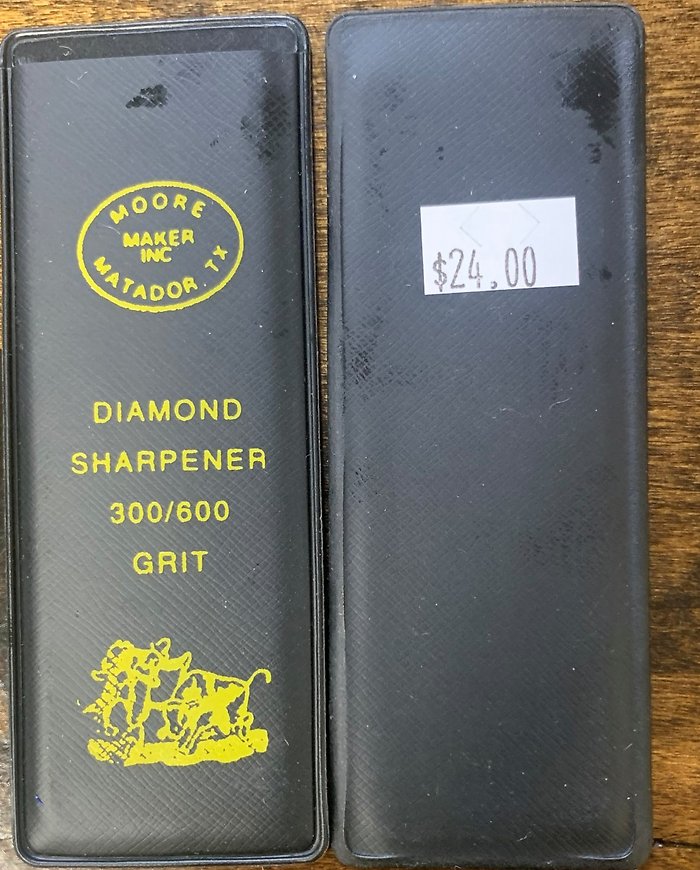 MOORE
MAKER
INC
MATADOR, TX
DIAMOND
SHARPENER
300/600
GRIT
$24.00